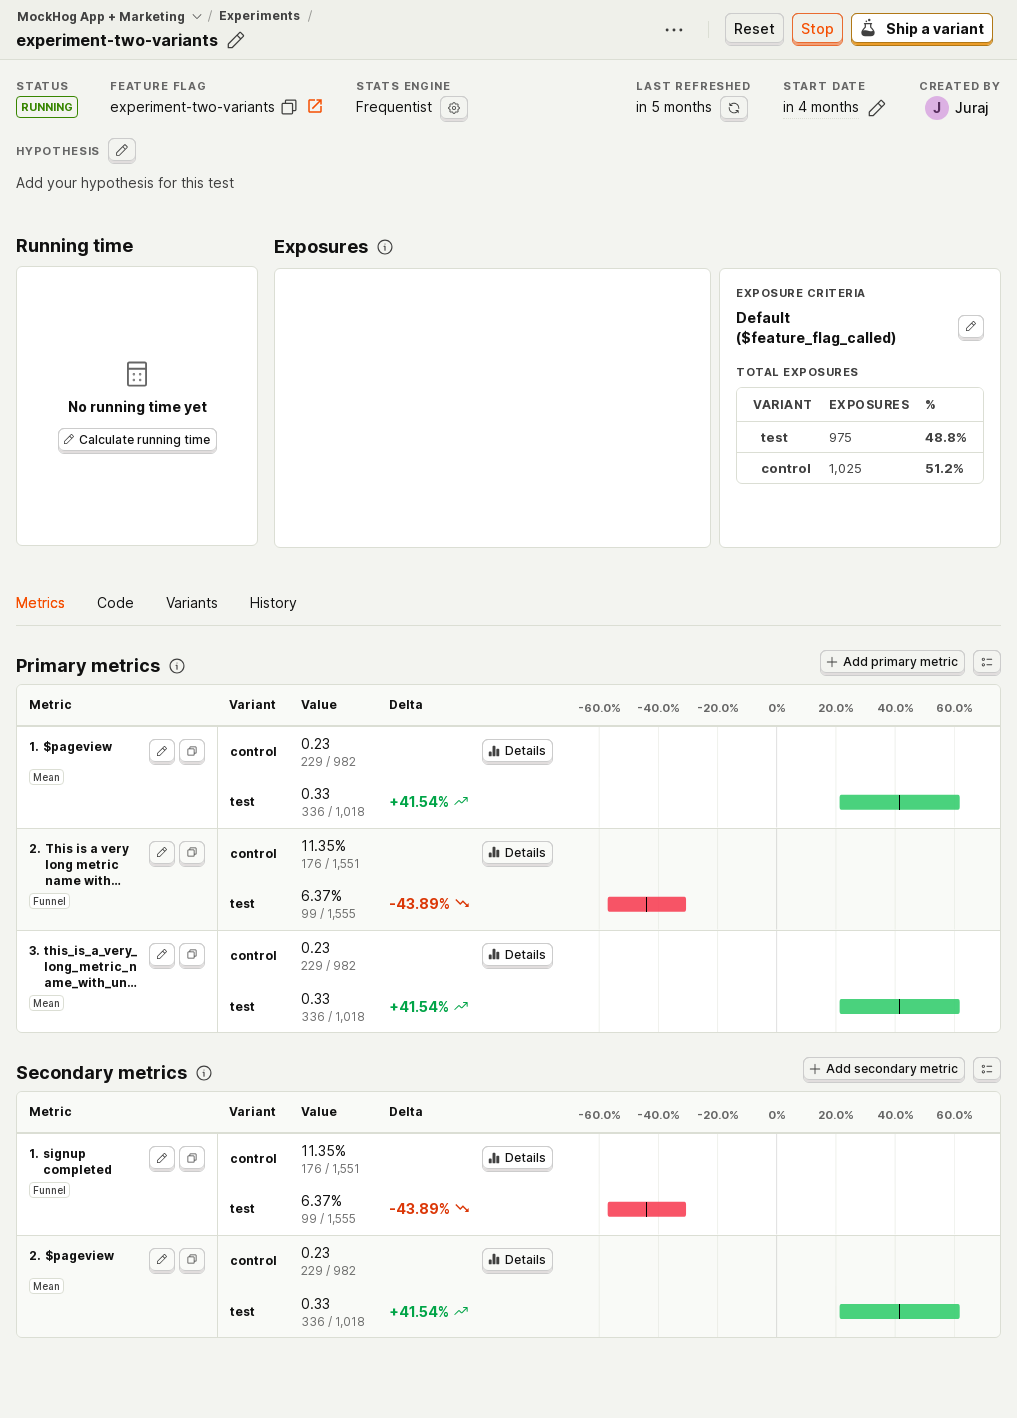 MockHog App + Marketing / Experiments /
experiment-two-variants
Reset
Stop
Ship a variant
STATUS
RUNNING
FEATURE FLAG
experiment-two-variants
STATS ENGINE
Frequentist
LAST REFRESHED
in 5 months
START DATE
in 4 months
CREATED BY
J Juraj
HYPOTHESIS
Add your hypothesis for this test
Running time
No running time yet
Calculate running time
Exposures
EXPOSURE CRITERIA
Default
($feature_flag_called)
TOTAL EXPOSURES
VARIANT EXPOSURES %
test 975 48.8%
control 1,025 51.2%
Metrics Code Variants History
Primary metrics
Add primary metric
Metric Variant Value Delta -60.0% -40.0% -20.0% 0% 20.0% 40.0% 60.0%
1. $pageview
Mean
control 0.23
229 / 982
Details
test 0.33
336 / 1,018
+41.54%
2. This is a very
long metric
name with...
Funnel
control 11.35%
176 / 1,551
Details
test 6.37%
99 / 1,555
-43.89%
3. this_is_a_very_
long_metric_n
ame_with_un...
Mean
control 0.23
229 / 982
Details
test 0.33
336 / 1,018
+41.54%
Secondary metrics
Add secondary metric
Metric Variant Value Delta -60.0% -40.0% -20.0% 0% 20.0% 40.0% 60.0%
1. signup
completed
Funnel
control 11.35%
176 / 1,551
Details
test 6.37%
99 / 1,555
-43.89%
2. $pageview
Mean
control 0.23
229 / 982
Details
test 0.33
336 / 1,018
+41.54%